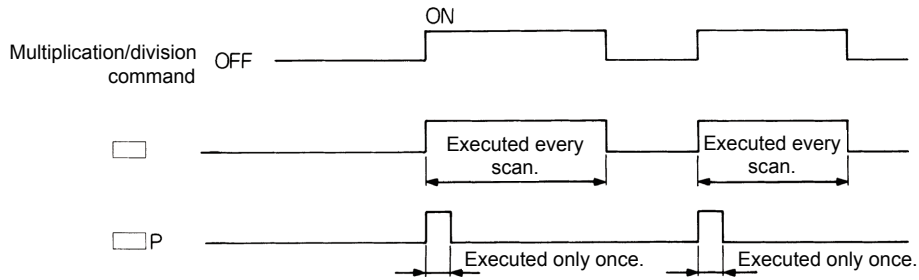 ON
Multiplication/division
command
OFF
Executed every
scan.
Executed every
scan.
P
Executed only once.
Executed only once.